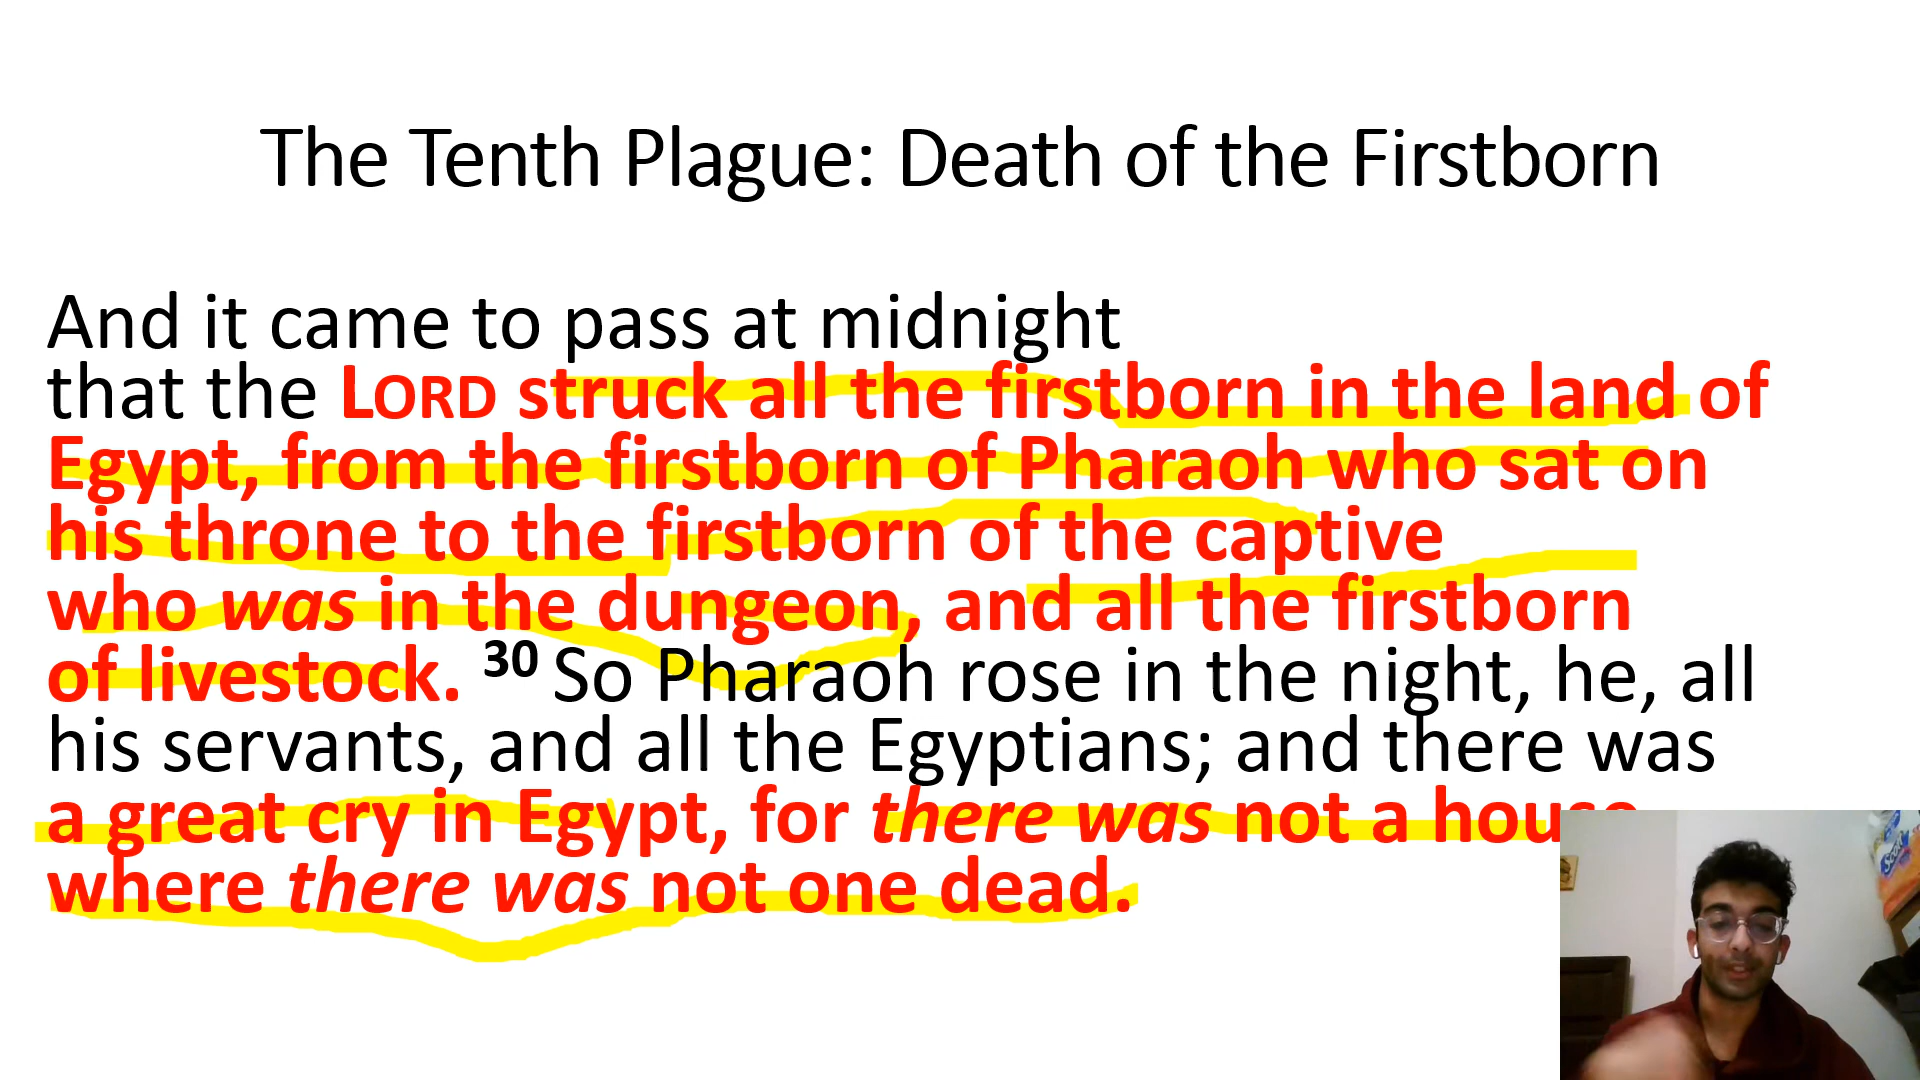 The Tenth Plague: Death of the Firstborn
And it came to pass at midnight
that the LORD struck all the firstborn in the land of
Egypt, from the firstborn of Pharaoh who sat on
his throne to the firstborn of the captive
who was in the dungeon, and all the firstborn
of livestock. 30 So Pharaoh rose in the night, he, all
his servants, and all the Egyptians; and there was
a great cry in Egypt, for there was not a house
where there was not one dead.